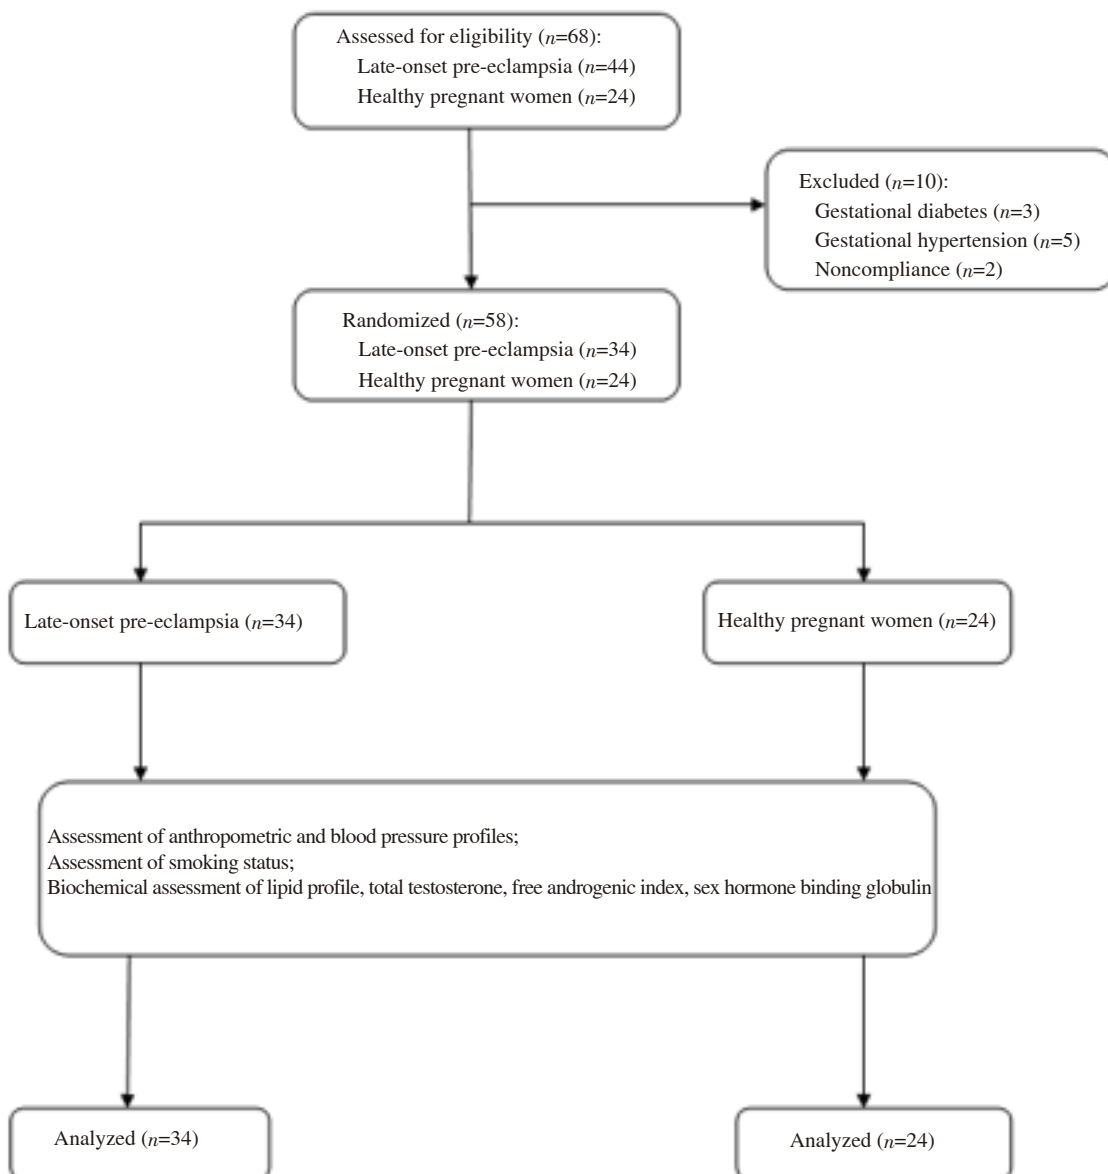 Assessed for eligibility (n=68):
Late-onset pre-eclampsia (n=44)
Healthy pregnant women (n=24)
Excluded (n=10):
Gestational diabetes (n=3)
Gestational hypertension (n=5)
Noncompliance (n=2)
Randomized (n=58):
Late-onset pre-eclampsia (n=34)
Healthy pregnant women (n=24)
Late-onset pre-eclampsia (n=34)
Healthy pregnant women (n=24)
Assessment of anthropometric and blood pressure profiles;
Assessment of smoking status;
Biochemical assessment of lipid profile, total testosterone, free androgenic index, sex hormone binding globulin
Analyzed (n=34)
Analyzed (n=24)